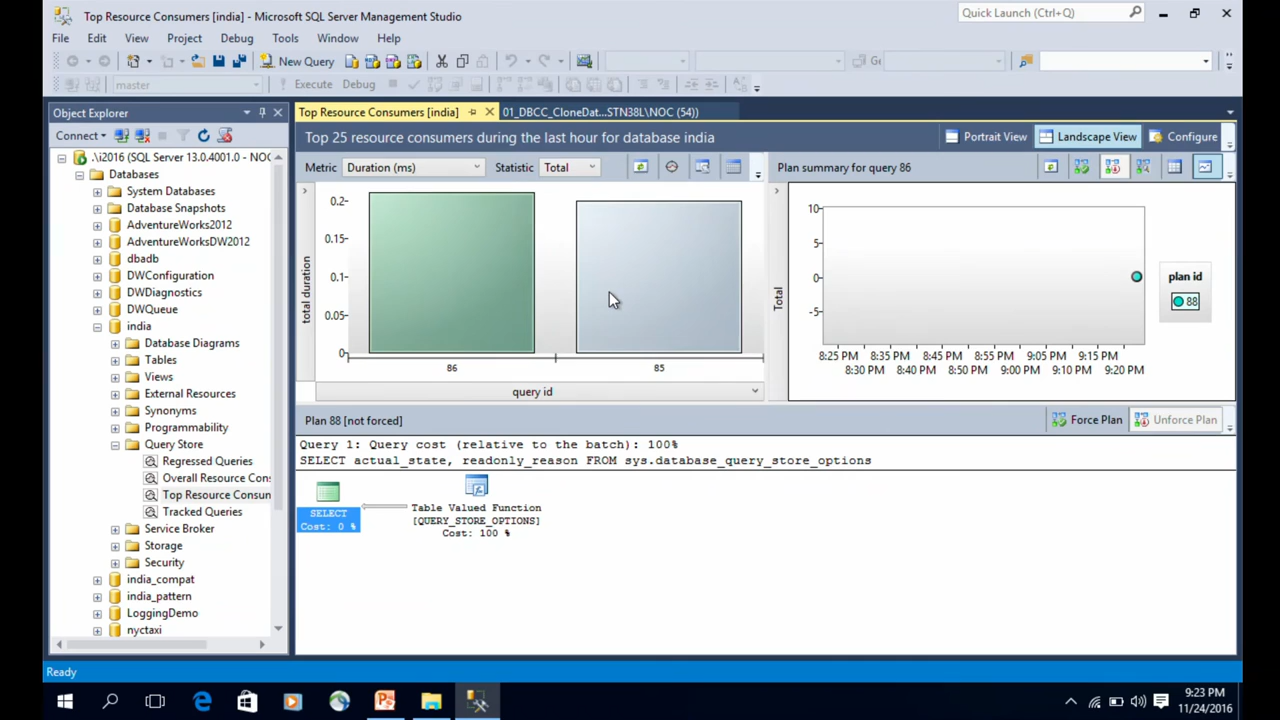 Top Resource Consumers [india] - Microsoft SQL Server Management Studio
Quick Launch (Ctrl+Q)
File Edit View Project Debug Tools Window Help
New Query
Ge
Execute Debug
master
Object Explorer
Top Resource Consumers [india]
01_DBCC_CloneDat...STN38L\NOC (54))
Connect
Top 25 resource consumers during the last hour for database india
Portrait View
Landscape View
Configure
.\i2016 (SQL Server 13.0.4001.0 - NOC
Metric Duration (ms) Statistic Total
Plan summary for query 86
Databases
System Databases
Database Snapshots
AdventureWorks2012
AdventureWorksDW2012
dbadb
DWConfiguration
DWDiagnostics
DWQueue
india
Database Diagrams
Tables
Views
External Resources
Synonyms
Programmability
Query Store
Regressed Queries
Overall Resource Con
Top Resource Consum
Tracked Queries
Service Broker
Storage
Security
india_compat
india_pattern
LoggingDemo
nyctaxi
total duration
0.2
0.15
0.1
0.05
0
86
85
query id
Total
10
5
0
-5
8:25 PM 8:35 PM 8:45 PM 8:55 PM 9:05 PM 9:15 PM
8:30 PM 8:40 PM 8:50 PM 9:00 PM 9:10 PM 9:20 PM
plan id
88
Plan 88 [not forced]
Force Plan
Unforce Plan
Query 1: Query cost (relative to the batch): 100%
SELECT actual_state, readonly_reason FROM sys.database_query_store_options
SELECT
Cost: 0 %
Table Valued Function
[QUERY_STORE_OPTIONS]
Cost: 100 %
Ready
9:23 PM
11/24/2016